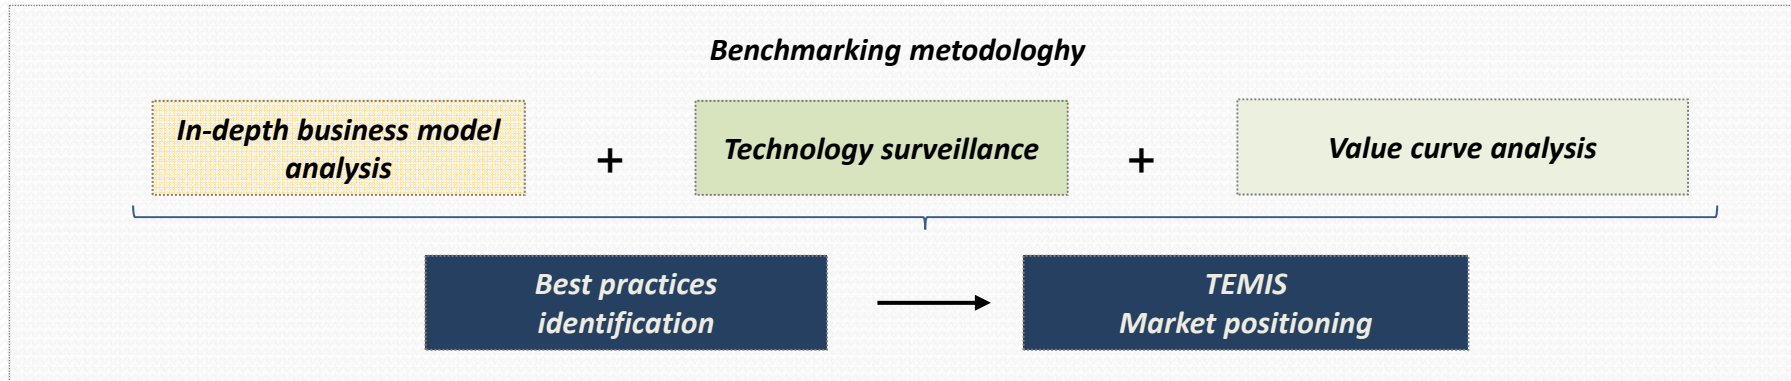 Benchmarking metodologhy
In-depth business model
analysis
+
Technology surveillance
+
Value curve analysis
Best practices
identification
TEMIS
Market positioning